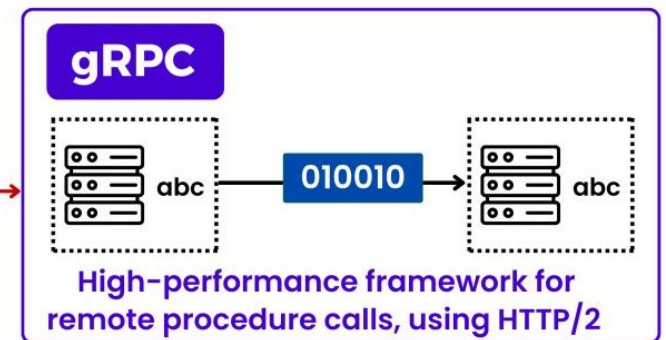 gRPC
abc
010010
abc
High-performance framework for
remote procedure calls, using HTTP/2